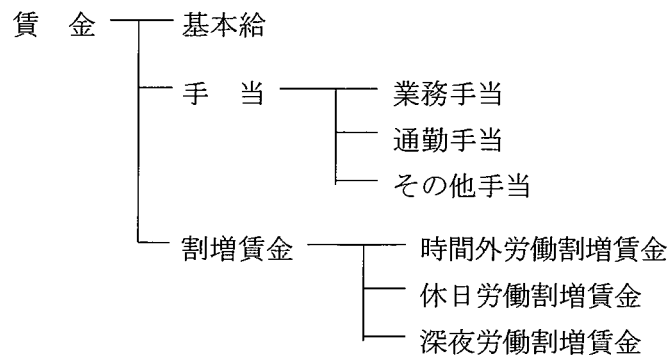 賃　金　基本給
手　当　業務手当
通勤手当
その他手当
割増賃金　時間外労働割増賃金
休日労働割増賃金
深夜労働割増賃金